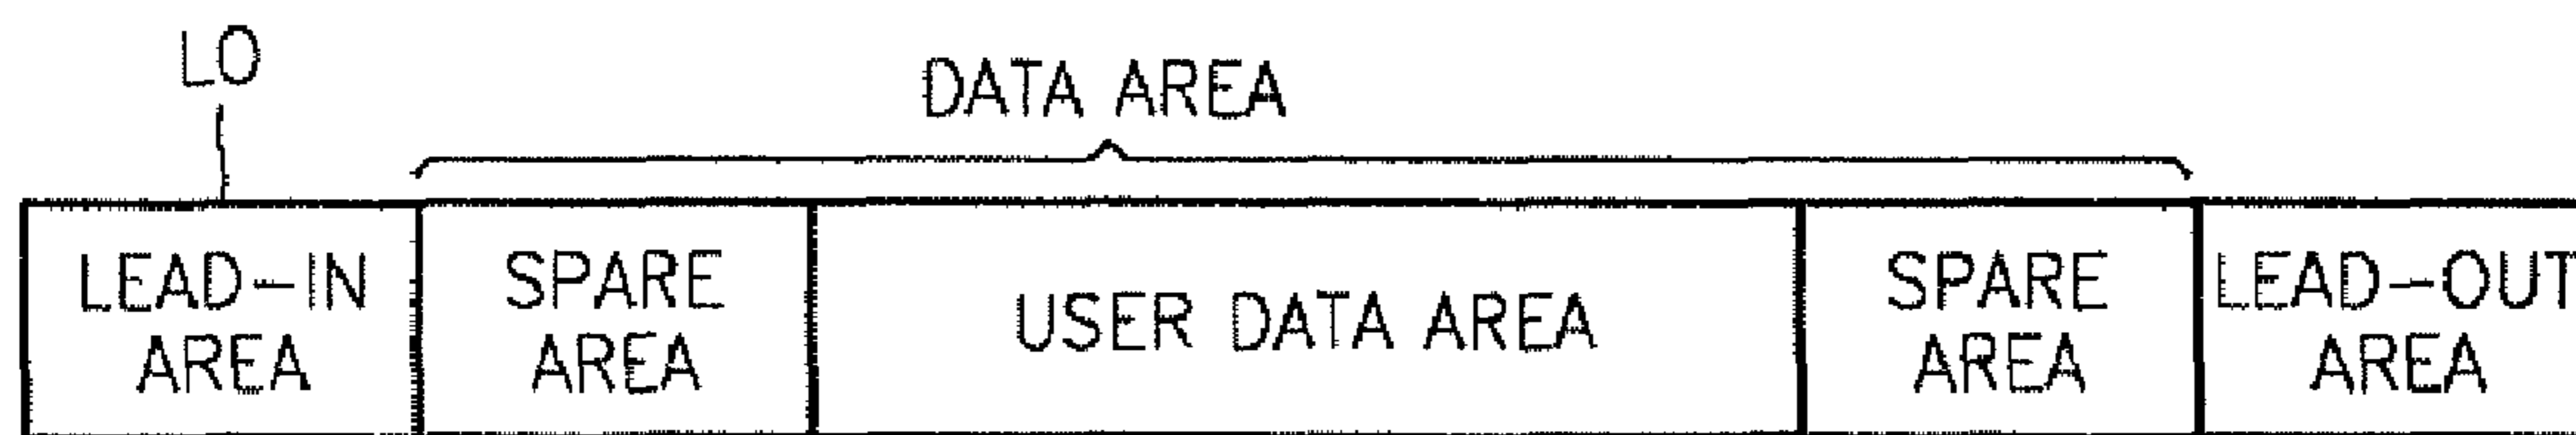 LO
DATA AREA
LEAD-IN
AREA
SPARE
AREA
USER DATA AREA
SPARE
AREA
LEAD-OUT
AREA